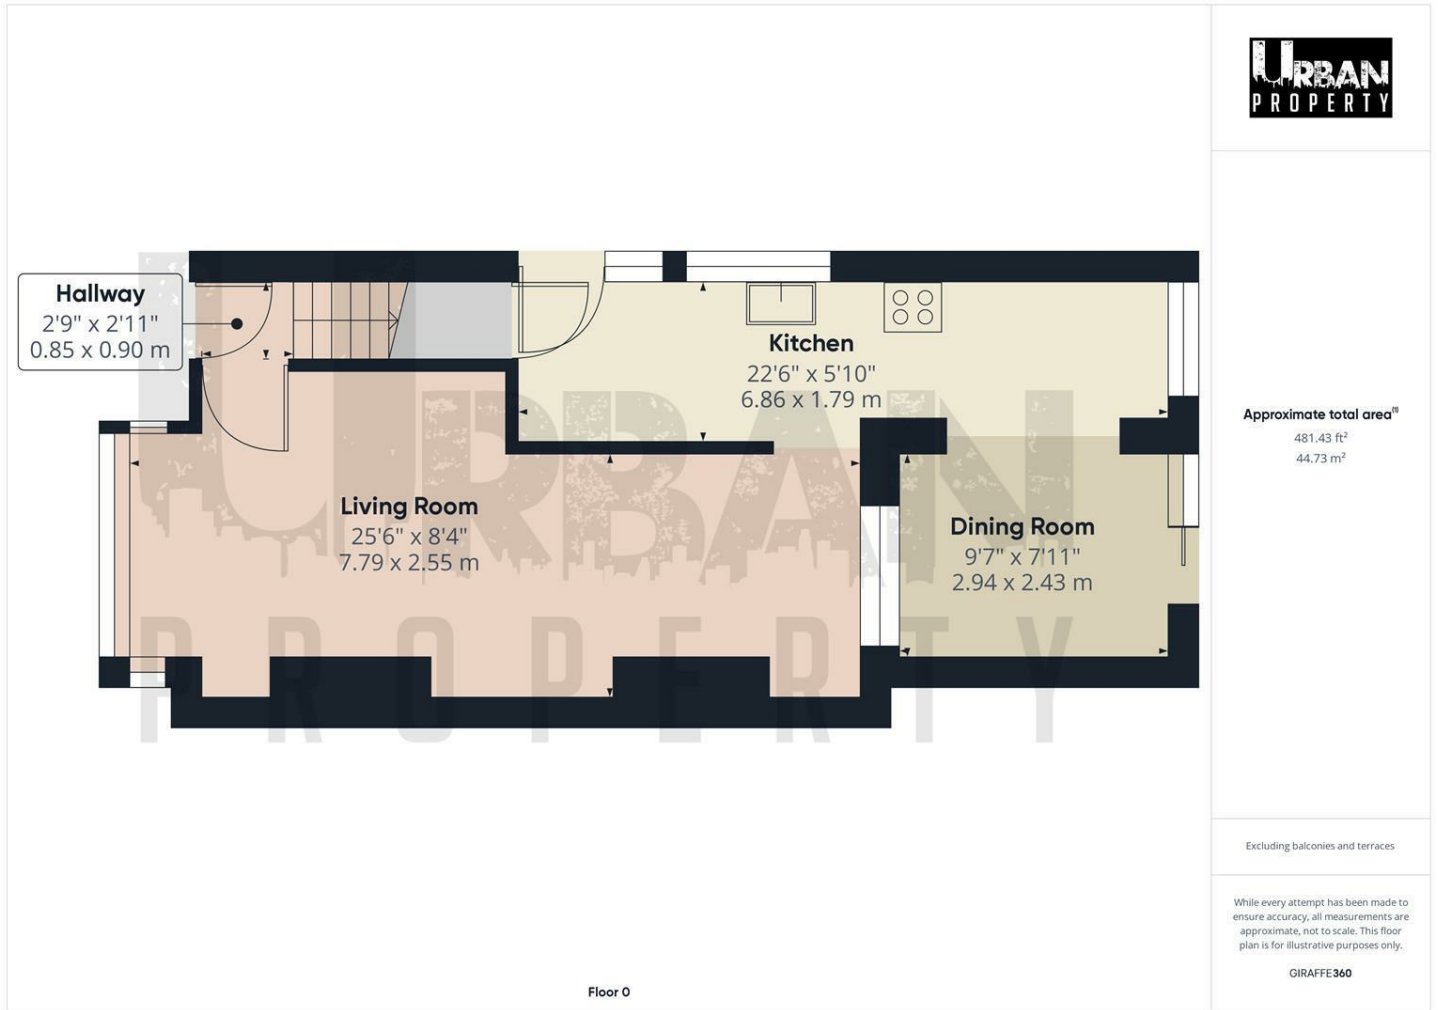 URBAN
PROPERTY
Hallway
2'9" x 2'11"
0.85 x 0.90 m
Kitchen
22'6" x 5'10"
6.86 x 1.79 m
Living Room
25'6" x 8'4"
7.79 x 2.55 m
Dining Room
9'7" x 7'11"
2.94 x 2.43 m
URBAN
PROPERTY
Floor 0
Approximate total area(1)
481.43 ft²
44.73 m²
Excluding balconies and terraces
While every attempt has been made to
ensure accuracy, all measurements are
approximate, not to scale. This floor
plan is for illustrative purposes only.
GIRAFFE360